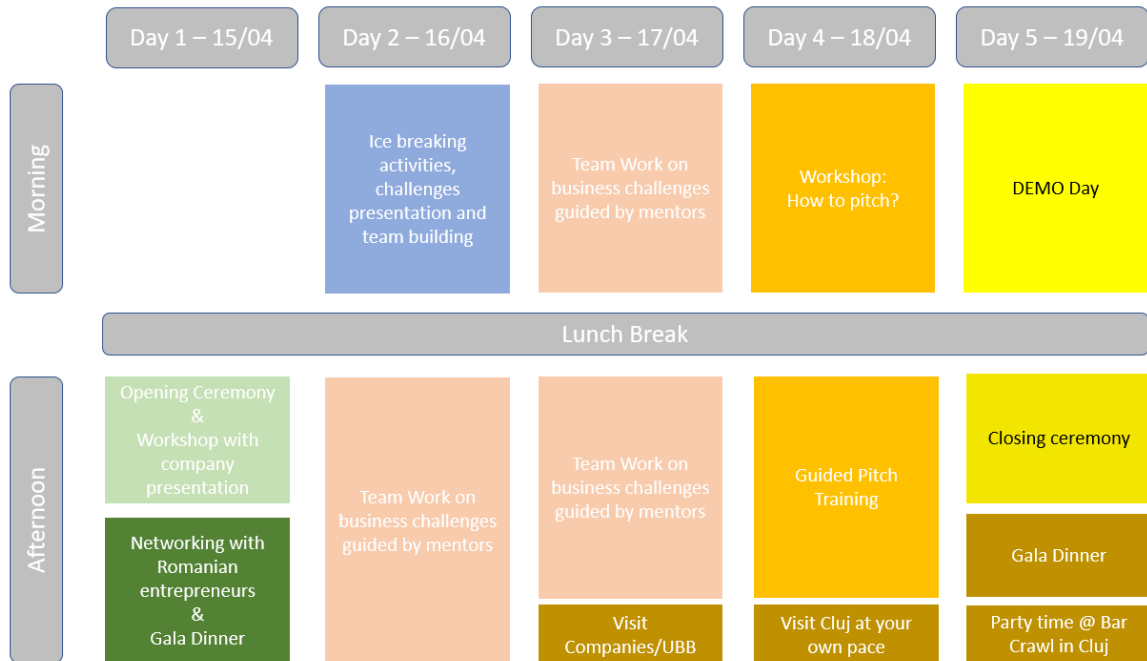 Day 1 – 15/04
Day 2 – 16/04
Day 3 – 17/04
Day 4 – 18/04
Day 5 – 19/04
Morning
Ice breaking
activities,
challenges
presentation and
team building
Team Work on
business challenges
guided by mentors
Workshop:
How to pitch?
DEMO Day
Lunch Break
Afternoon
Opening Ceremony
&
Workshop with
company
presentation
Networking with
Romanian
entrepreneurs
&
Gala Dinner
Team Work on
business challenges
guided by mentors
Team Work on
business challenges
guided by mentors
Visit
Companies/UBB
Guided Pitch
Training
Visit Cluj at your
own pace
Closing ceremony
Gala Dinner
Party time @ Bar
Crawl in Cluj